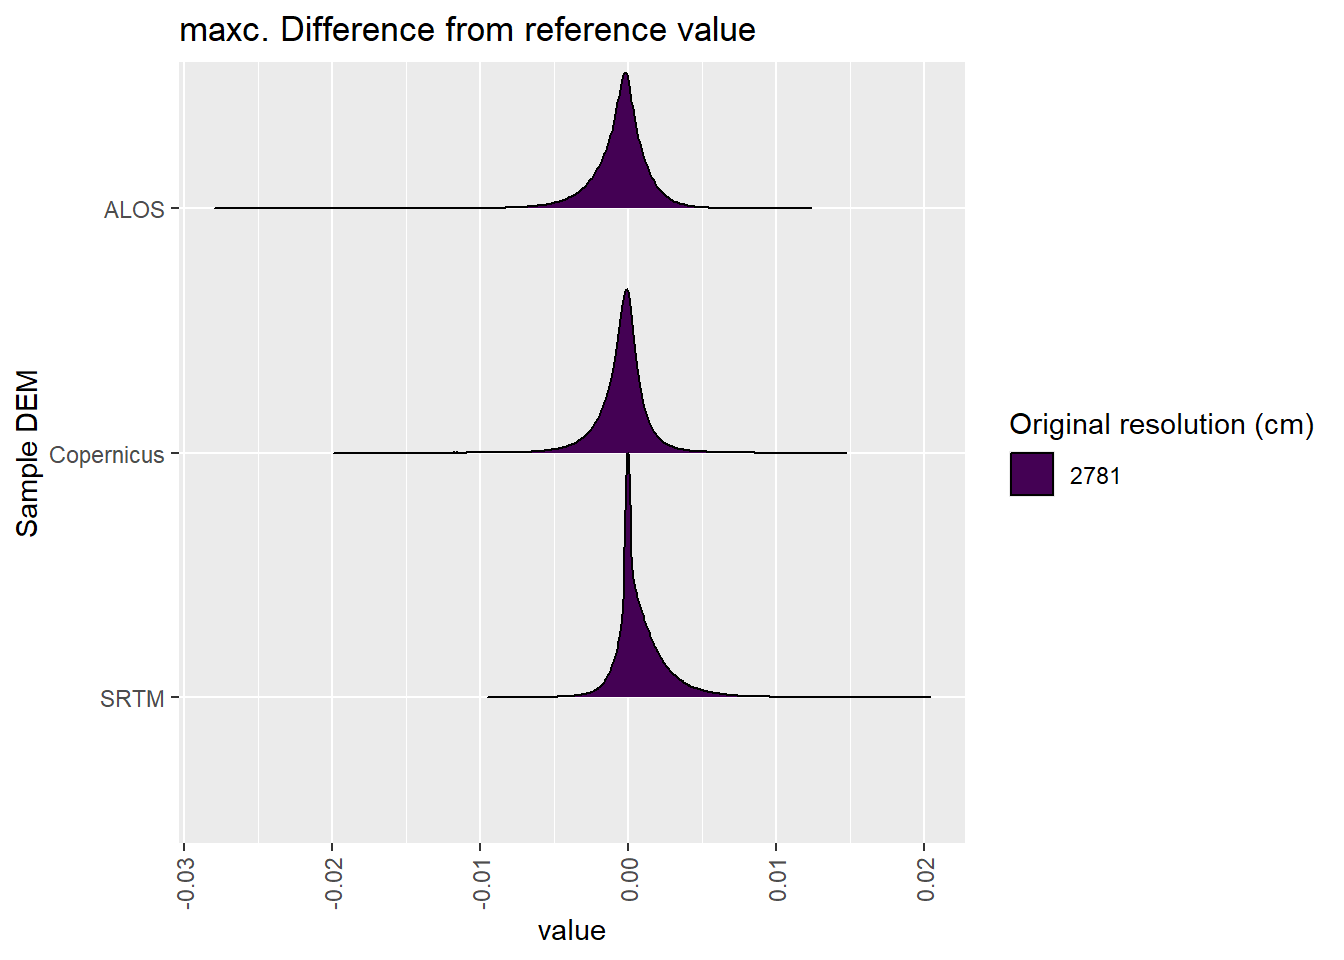 maxc. Difference from reference value
Sample DEM
ALOS
Copernicus
SRTM
-0.03
-0.02
-0.01
0.00
0.01
0.02
value
Original resolution (cm)
2781